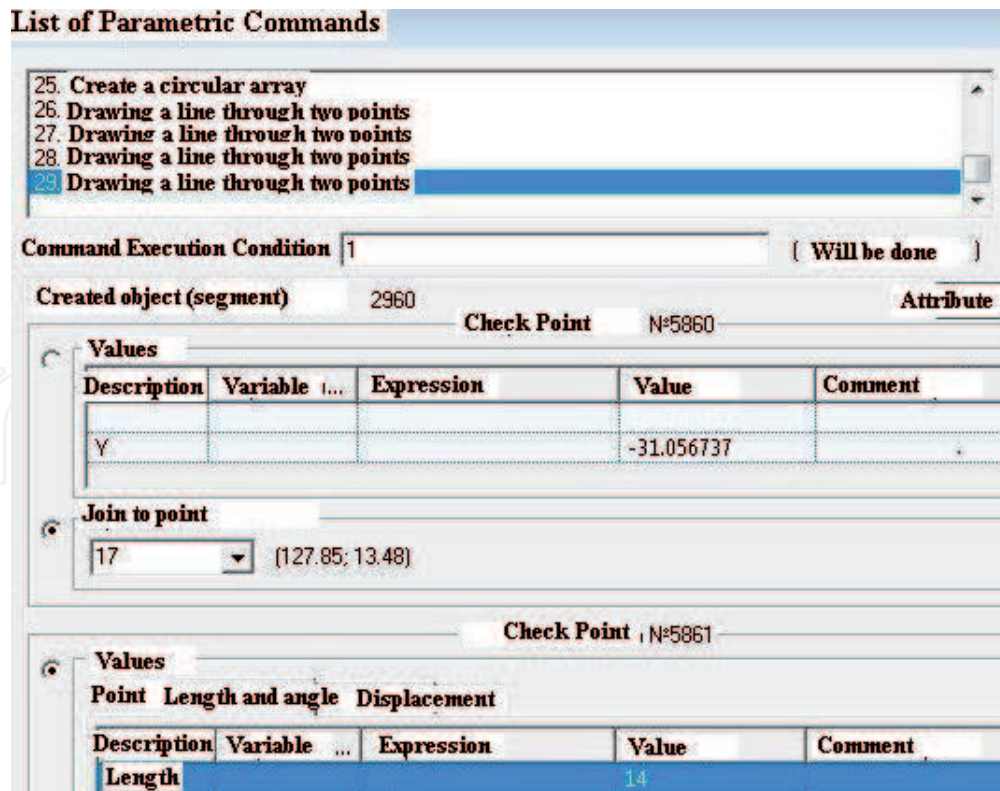 List of Parametric Commands
25. Create a circular array
26. Drawing a line through two points
27. Drawing a line through two points
28. Drawing a line through two points
29. Drawing a line through two points
Command Execution Condition 1 ( Will be done )
Created object (segment) 2960 Attribute
Check Point №5860
Values
Description Variable ... Expression Value Comment
Y -31.056737
Join to point
17 (127.85; 13.48)
Check Point №5861
Values
Point Length and angle Displacement
Description Variable ... Expression Value Comment
Length 14